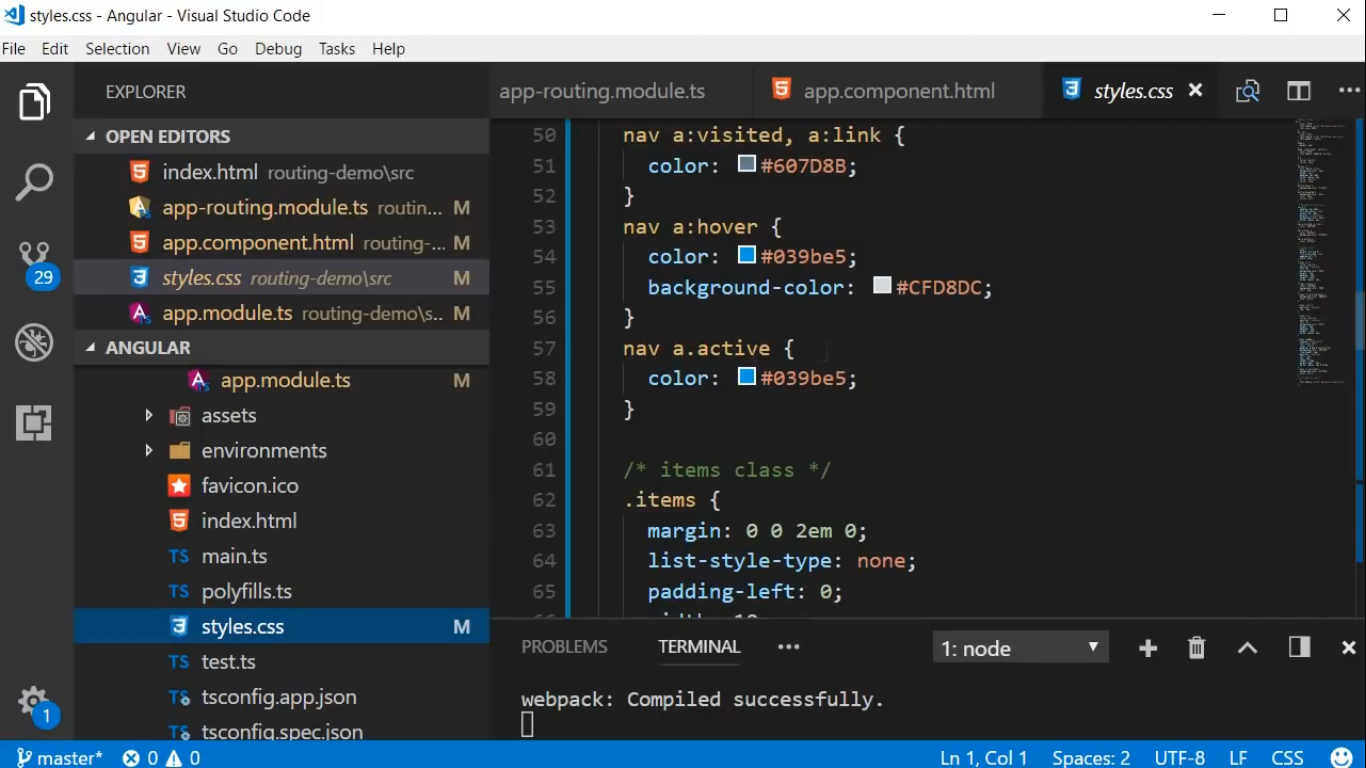 styles.css - Angular - Visual Studio Code
File Edit Selection View Go Debug Tasks Help
EXPLORER
OPEN EDITORS
index.html routing-demo\src
app-routing.module.ts routin... M
app.component.html routing-... M
styles.css routing-demo\src M
app.module.ts routing-demo\s.. M
ANGULAR
app.module.ts M
assets
environments
favicon.ico
index.html
main.ts
polyfills.ts
styles.css M
test.ts
tsconfig.app.json
tsconfig.spec.json
29
1
app-routing.module.ts app.component.html styles.css
50 nav a:visited, a:link {
51 color: #607D8B;
52 }
53 nav a:hover {
54 color: #039be5;
55 background-color: #CFD8DC;
56 }
57 nav a.active {
58 color: #039be5;
59 }
60
61 /* items class */
62 .items {
63 margin: 0 0 2em 0;
64 list-style-type: none;
65 padding-left: 0;
PROBLEMS TERMINAL ••• 1: node
webpack: Compiled successfully.
master* 0 0 Ln 1, Col 1 Spaces: 2 UTF-8 LF CSS